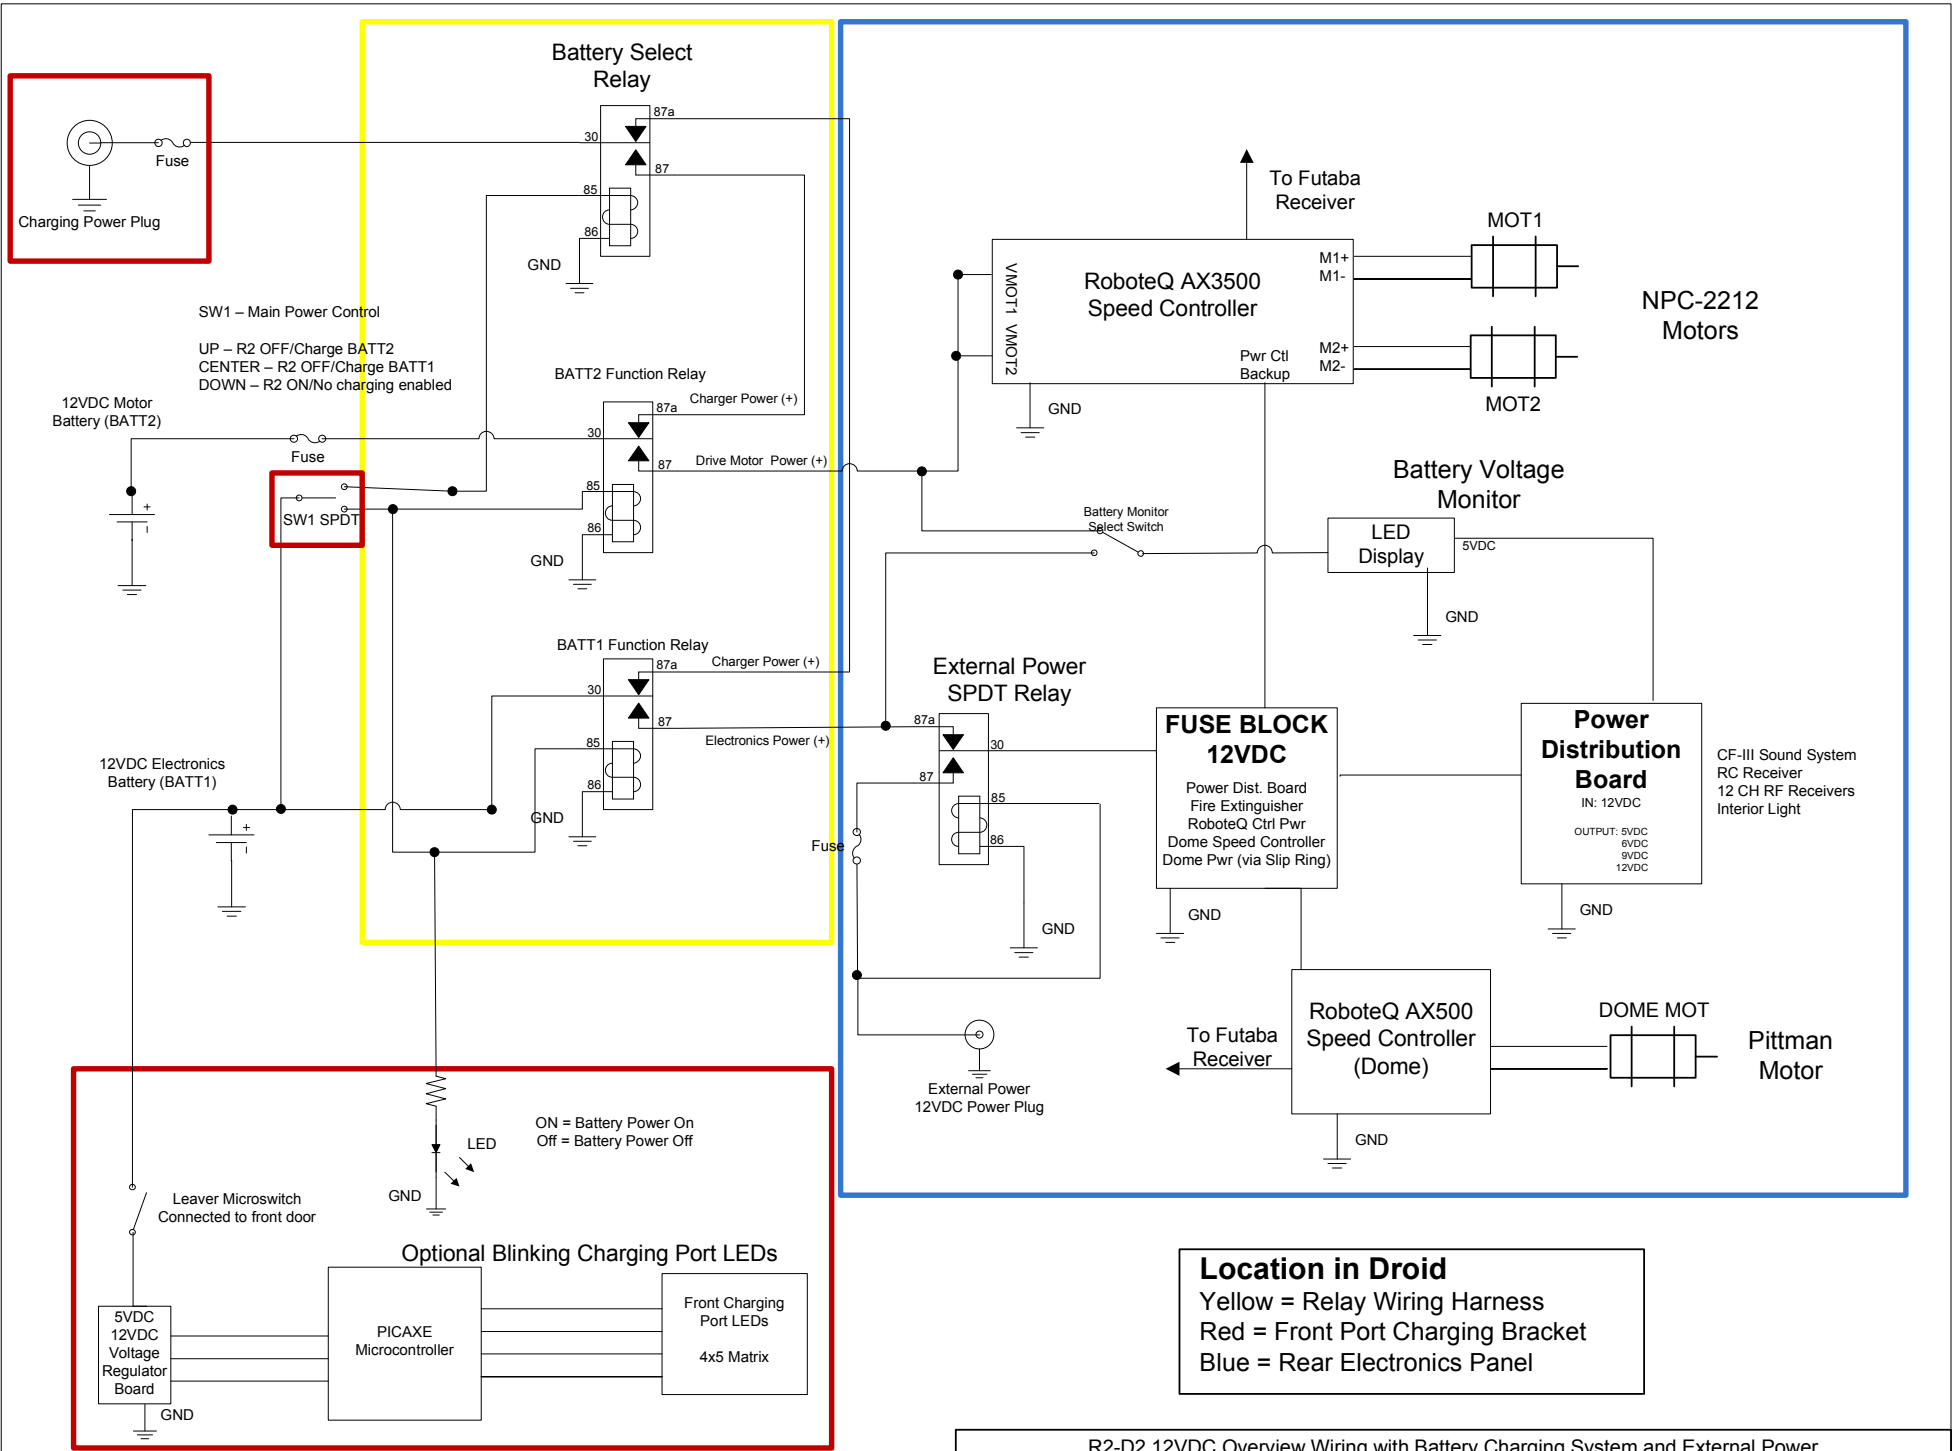 Battery Select
Relay
87a
30
87
85
86
GND
Fuse
Charging Power Plug
SW1 – Main Power Control
UP – R2 OFF/Charge BATT2
CENTER – R2 OFF/Charge BATT1
DOWN – R2 ON/No charging enabled
12VDC Motor
Battery (BATT2)
+
-
Fuse
SW1 SPDT
BATT2 Function Relay
87a
Charger Power (+)
30
87
Drive Motor  Power (+)
85
86
GND
BATT1 Function Relay
87a
Charger Power (+)
30
87
Electronics Power (+)
85
86
GND
12VDC Electronics
Battery (BATT1)
+
-
To Futaba
Receiver
RoboteQ AX3500
Speed Controller
VMOT1 VMOT2
M1+
M1-
M2+
M2-
Pwr Ctl
Backup
GND
MOT1
MOT2
NPC-2212
Motors
Battery Voltage
Monitor
Battery Monitor
Select Switch
LED
Display
5VDC
GND
External Power
SPDT Relay
87a
30
87
85
86
Fuse
GND
External Power
12VDC Power Plug
FUSE BLOCK
12VDC
Power Dist. Board
Fire Extinguisher
RoboteQ Ctrl Pwr
Dome Speed Controller
Dome Pwr (via Slip Ring)
GND
Power
Distribution
Board
IN: 12VDC
OUTPUT: 5VDC
6VDC
9VDC
12VDC
GND
CF-III Sound System
RC Receiver
12 CH RF Receivers
Interior Light
To Futaba
Receiver
RoboteQ AX500
Speed Controller
(Dome)
GND
DOME MOT
Pittman
Motor
ON = Battery Power On
Off = Battery Power Off
LED
GND
Leaver Microswitch
Connected to front door
Optional Blinking Charging Port LEDs
5VDC
12VDC
Voltage
Regulator
Board
GND
PICAXE
Microcontroller
Front Charging
Port LEDs
4x5 Matrix
Location in Droid
Yellow = Relay Wiring Harness
Red = Front Port Charging Bracket
Blue = Rear Electronics Panel
R2-D2 12VDC Overview Wiring with Battery Charging System and External Power